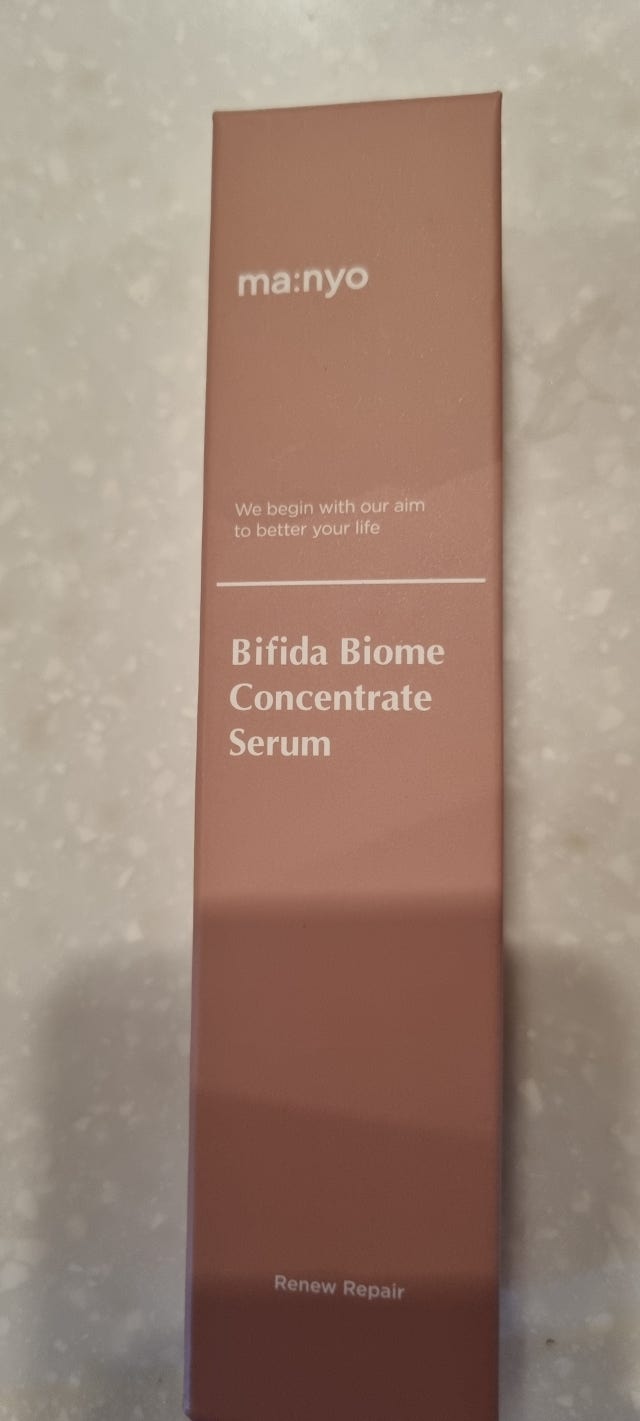 ma:nyo
We begin with our aim
to better your life
Bifida Biome
Concentrate
Serum
Renew Repair